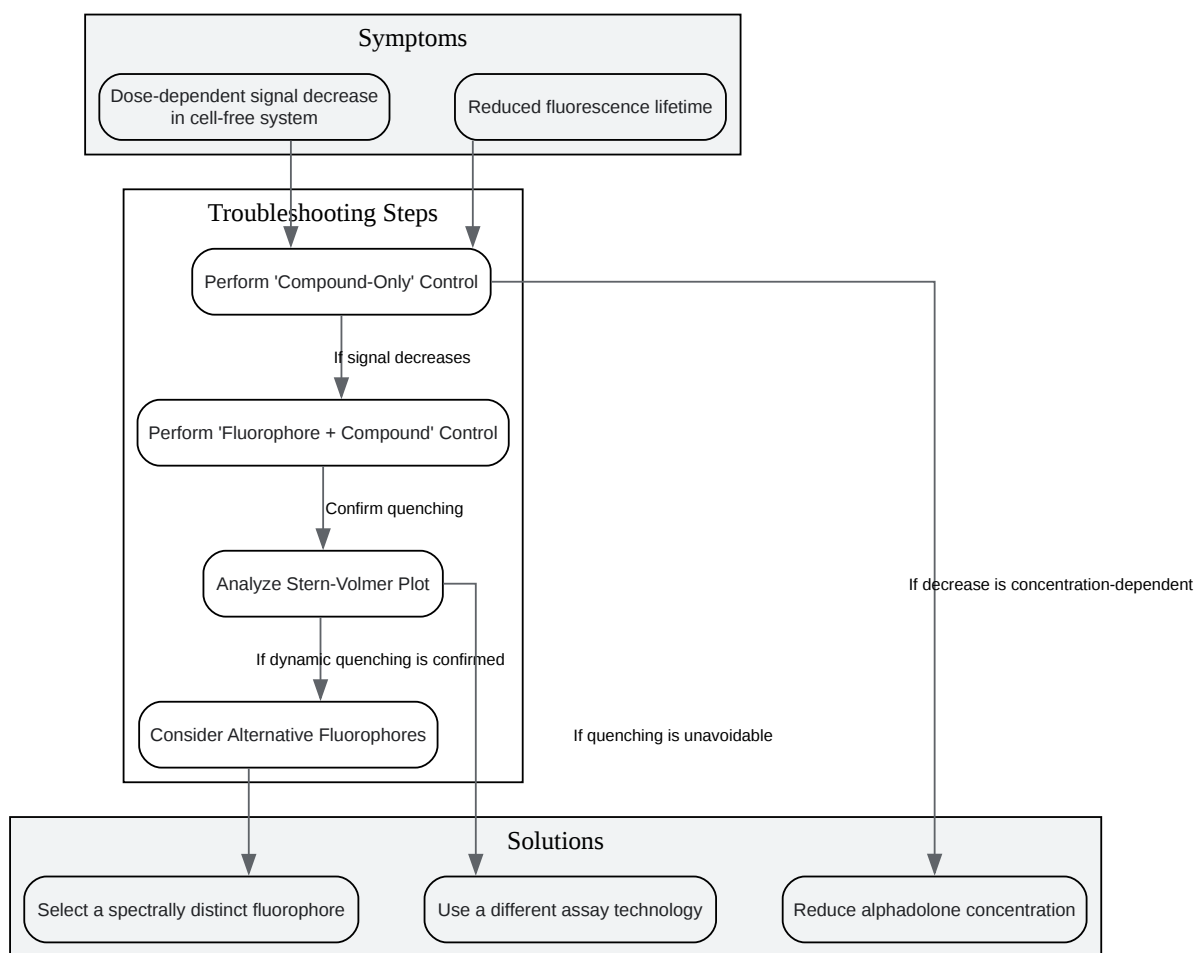 Symptoms
Dose-dependent signal decrease
in cell-free system
Reduced fluorescence lifetime
Troubleshooting Steps
Perform 'Compound-Only' Control
If signal decreases
Perform 'Fluorophore + Compound' Control
Confirm quenching
Analyze Stern-Volmer Plot
If decrease is concentration-dependent
If dynamic quenching is confirmed
Consider Alternative Fluorophores
If quenching is unavoidable
Solutions
Select a spectrally distinct fluorophore
Use a different assay technology
Reduce alphadolone concentration